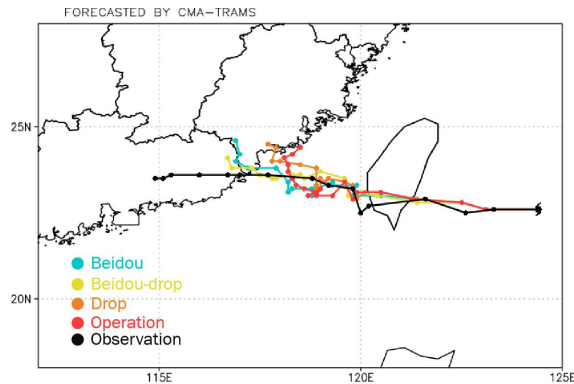 FORECASTED BY CMA-TRAMS
25N
Beidou
Beidou-drop
20N
Drop
Operation
Observation
115E
120E
125E